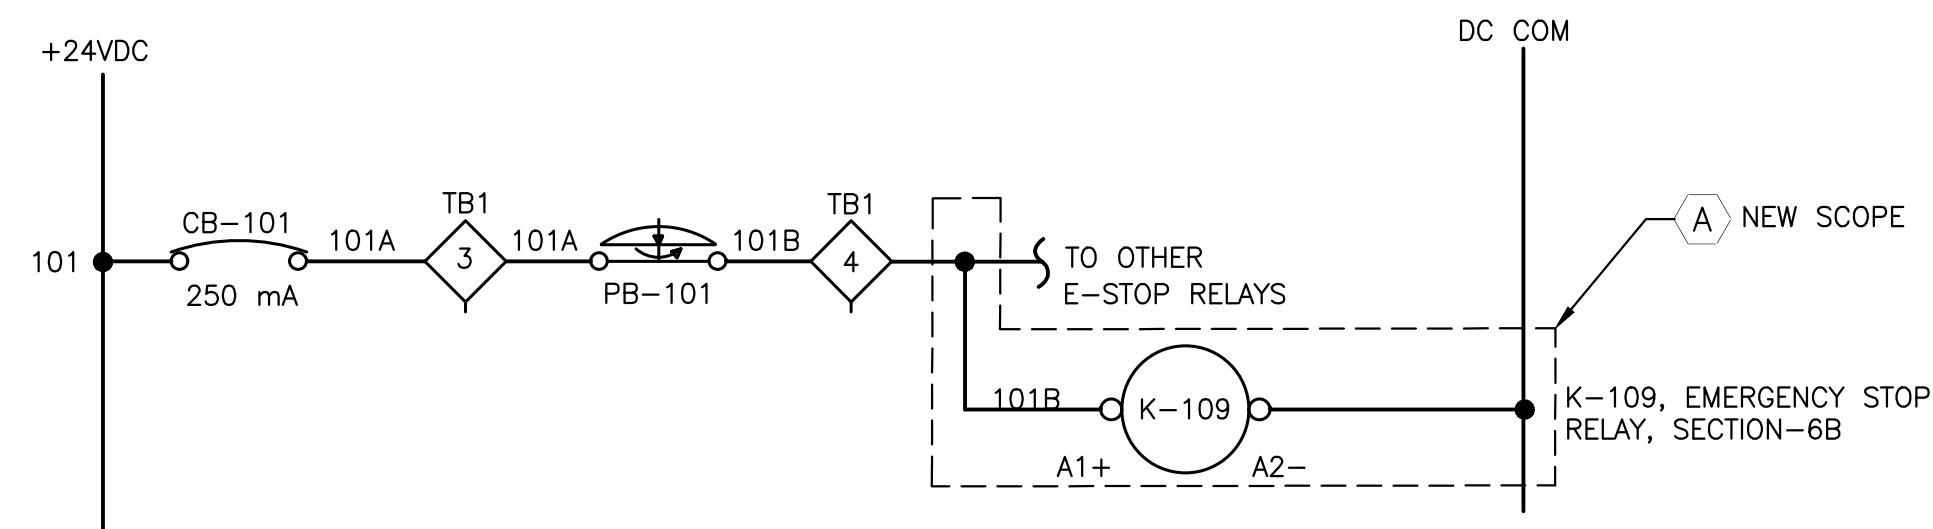 +24VDC
DC COM
CB-101
TB1
TB1
A
NEW SCOPE
101
101A
3
101A
101B
4
TO OTHER
E-STOP RELAYS
250 mA
PB-101
101B
K-109
K-109, EMERGENCY STOP
RELAY, SECTION-6B
A1+
A2-